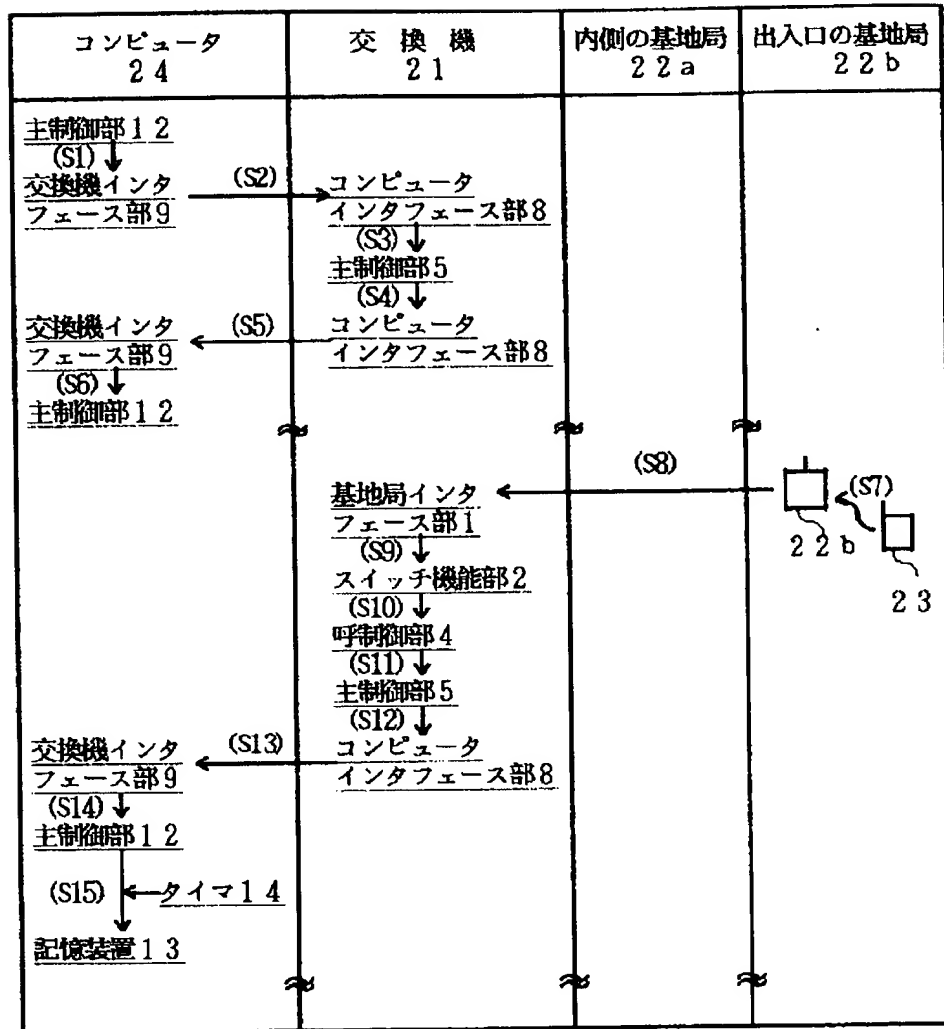 コンピュータ
24
交換機
21
内側の基地局
22a
出入口の基地局
22b
主制御部12
(S1)
交換機インタ
フェース部9
(S2)
コンピュータ
インタフェース部8
(S3)
主制御部5
(S4)
コンピュータ
インタフェース部8
(S5)
交換機インタ
フェース部9
(S6)
主制御部12
(S7)
22b
23
(S8)
基地局インタ
フェース部1
(S9)
スイッチ機能部2
(S10)
呼制御部4
(S11)
主制御部5
(S12)
コンピュータ
インタフェース部8
(S13)
交換機インタ
フェース部9
(S14)
主制御部12
(S15)
タイマ14
記憶装置13